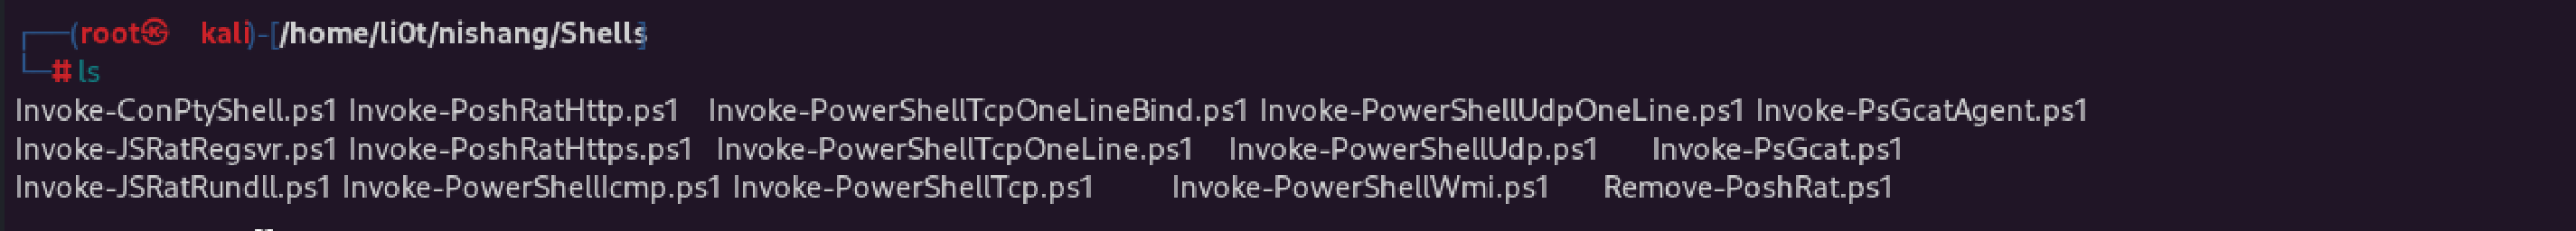 ┌──(root㉿kali)-[/home/li0t/nishang/Shells]
└─# ls
Invoke-ConPtyShell.ps1 Invoke-PoshRatHttp.ps1 Invoke-PowerShellTcpOneLineBind.ps1 Invoke-PowerShellUdpOneLine.ps1 Invoke-PsGcatAgent.ps1
Invoke-JSRatRegsvr.ps1 Invoke-PoshRatHttps.ps1 Invoke-PowerShellTcpOneLine.ps1 Invoke-PowerShellUdp.ps1 Invoke-PsGcat.ps1
Invoke-JSRatRundll.ps1 Invoke-PowerShellIcmp.ps1 Invoke-PowerShellTcp.ps1 Invoke-PowerShellWmi.ps1 Remove-PoshRat.ps1